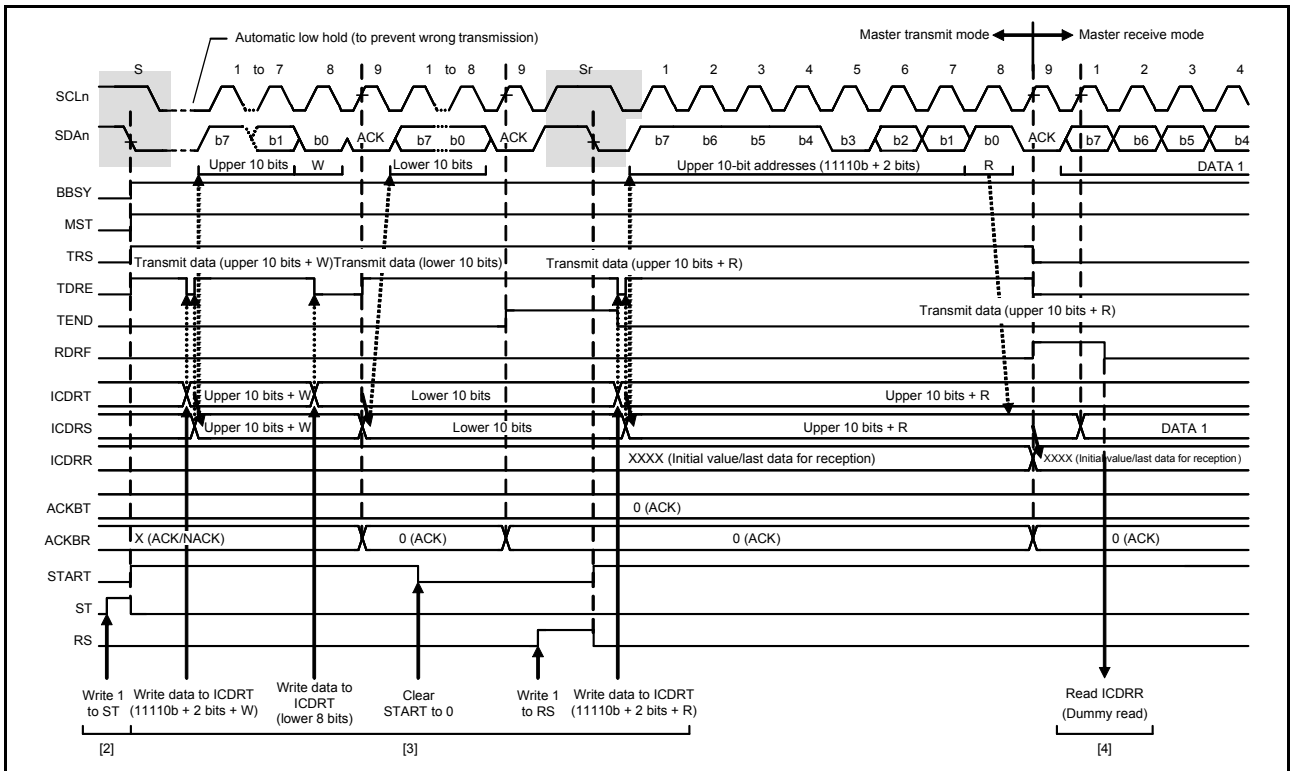 Automatic low hold (to prevent wrong transmission)
Master transmit mode
Master receive mode
S
1 to 7
8
9
1 to 8
9
Sr
1
2
3
4
5
6
7
8
9
1
2
3
4
SCLn
SDAn
b7
b1
b0
ACK
b7
b0
ACK
b7
b6
b5
b4
b3
b2
b1
b0
ACK
b7
b6
b5
b4
Upper 10 bits
W
Lower 10 bits
Upper 10-bit addresses (11110b + 2 bits)
R
DATA 1
BBSY
MST
TRS
Transmit data (upper 10 bits + W)
Transmit data (lower 10 bits)
Transmit data (upper 10 bits + R)
TDRE
Transmit data (upper 10 bits + R)
TEND
RDRF
ICDRT
Upper 10 bits + W
Lower 10 bits
Upper 10 bits + R
ICDRS
Upper 10 bits + W
Lower 10 bits
Upper 10 bits + R
DATA 1
ICDRR
XXXX (Initial value/last data for reception)
XXXX (Initial value/last data for reception)
ACKBT
0 (ACK)
ACKBR
X (ACK/NACK)
0 (ACK)
0 (ACK)
0 (ACK)
START
ST
RS
Write 1
to ST
Write data to ICDRT
(11110b + 2 bits + W)
Write data to
ICDRT
(lower 8 bits)
Clear
START to 0
Write 1
to RS
Write data to ICDRT
(11110b + 2 bits + R)
Read ICDRR
(Dummy read)
[2]
[3]
[4]